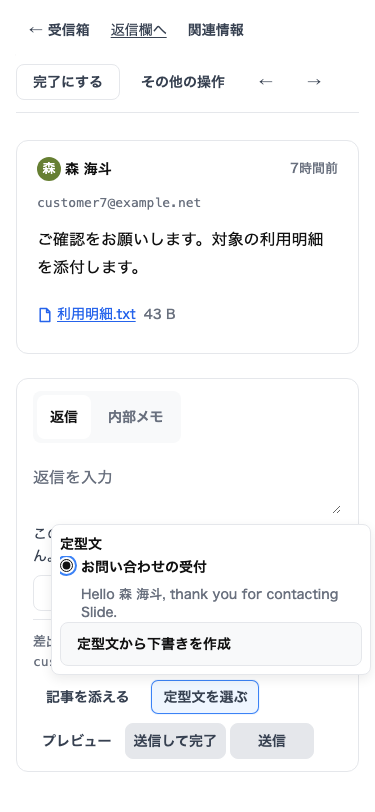 ← 受信箱 返信欄へ 関連情報
完了にする その他の操作 ← →
森 森 海斗 7時間前
customer7@example.net
ご確認をお願いします。対象の利用明細
を添付します。
利用明細.txt 43 B
返信 内部メモ
返信を入力
ん。
定型文
お問い合わせの受付
Hello 森 海斗, thank you for contacting
Slide.
定型文から下書きを作成
記事を添える 定型文を選ぶ
プレビュー 送信して完了 送信